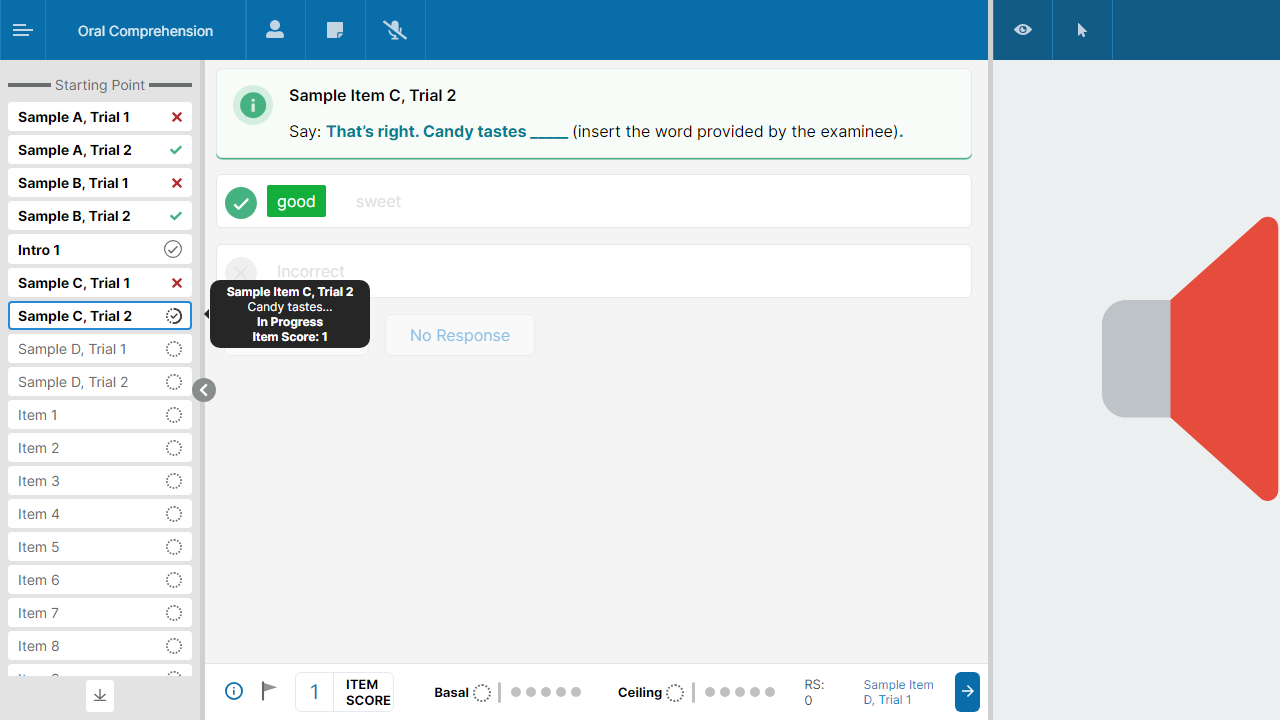 Oral Comprehension
Starting Point
Sample A, Trial 1
Sample A, Trial 2
Sample B, Trial 1
Sample B, Trial 2
Intro 1
Sample C, Trial 1
Sample C, Trial 2
Sample D, Trial 1
Sample D, Trial 2
Item 1
Item 2
Item 3
Item 4
Item 5
Item 6
Item 7
Item 8
Sample Item C, Trial 2
Say: That's right. Candy tastes _____ (insert the word provided by the examinee).
good sweet
Incorrect
Sample Item C, Trial 2
Candy tastes...
In Progress
Item Score: 1
No Response
1 ITEM SCORE
Basal
Ceiling
RS:
0
Sample Item
D, Trial 1